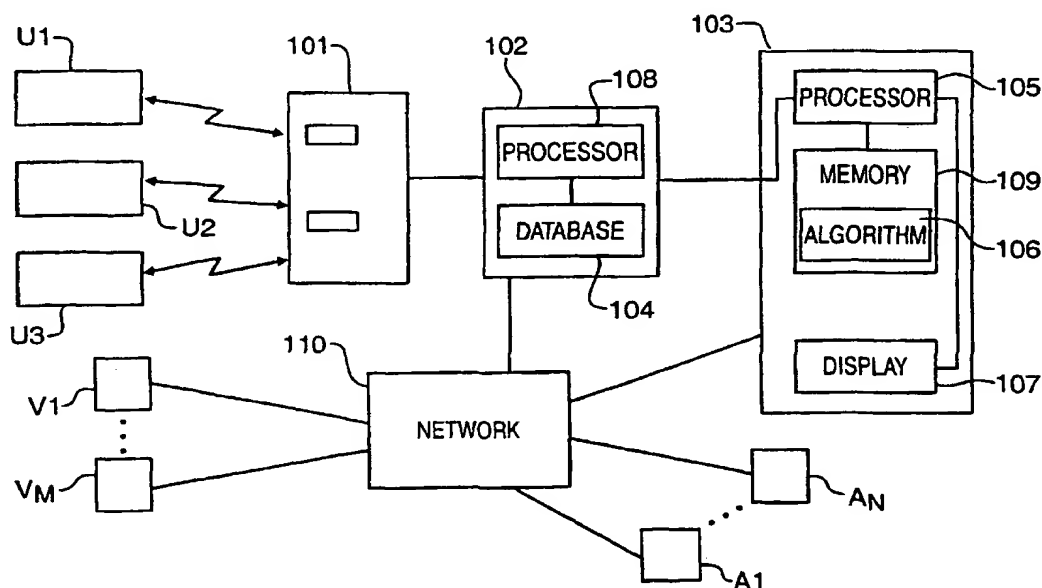 U1
101
102
108
103
105
PROCESSOR
PROCESSOR
MEMORY
109
U2
DATABASE
ALGORITHM
106
104
U3
110
DISPLAY
107
V1
NETWORK
VM
AN
A1